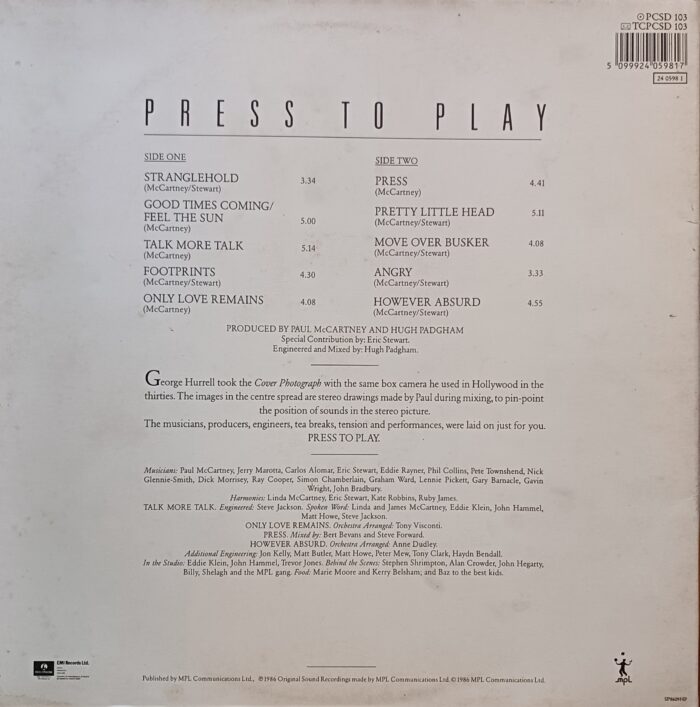 PCSD 103
TCPCSD 103
5 099924 059817
24 0598 1
PRESS TO PLAY
SIDE ONE
STRANGLEHOLD 3.34
(McCartney/Stewart)
GOOD TIMES COMING/
FEEL THE SUN 5.00
(McCartney)
TALK MORE TALK 5.14
(McCartney)
FOOTPRINTS 4.30
(McCartney/Stewart)
ONLY LOVE REMAINS 4.08
(McCartney)
SIDE TWO
PRESS 4.41
(McCartney)
PRETTY LITTLE HEAD 5.11
(McCartney/Stewart)
MOVE OVER BUSKER 4.08
(McCartney/Stewart)
ANGRY 3.33
(McCartney/Stewart)
HOWEVER ABSURD 4.55
(McCartney/Stewart)
PRODUCED BY PAUL McCARTNEY AND HUGH PADGHAM
Special Contribution by: Eric Stewart.
Engineered and Mixed by: Hugh Padgham.
George Hurrell took the Cover Photograph with the same box camera he used in Hollywood in the
thirties. The images in the centre spread are stereo drawings made by Paul during mixing, to pin-point
the position of sounds in the stereo picture.
The musicians, producers, engineers, tea breaks, tension and performances, were laid on just for you.
PRESS TO PLAY.
Musicians: Paul McCartney, Jerry Marotta, Carlos Alomar, Eric Stewart, Eddie Rayner, Phil Collins, Pete Townshend, Nick
Glennie-Smith, Dick Morrisey, Ray Cooper, Simon Chamberlain, Graham Ward, Lennie Pickett, Gary Barnacle, Gavin
Wright, John Bradbury.
Harmonies: Linda McCartney, Eric Stewart, Kate Robbins, Ruby James.
TALK MORE TALK. Engineered: Steve Jackson. Spoken Word: Linda and James McCartney, Eddie Klein, John Hammel,
Matt Howe, Steve Jackson.
ONLY LOVE REMAINS. Orchestra Arranged: Tony Visconti.
PRESS. Mixed by: Bert Bevans and Steve Forward.
HOWEVER ABSURD. Orchestra Arranged: Anne Dudley.
Additional Engineering: Jon Kelly, Matt Butler, Matt Howe, Peter Mew, Tony Clark, Haydn Bendall.
In the Studio: Eddie Klein, John Hammel, Trevor Jones. Behind the Scenes: Stephen Shrimpton, Alan Crowder, John Hegarty,
Billy, Shelagh and the MPL gang. Food: Marie Moore and Kerry Belsham; and Baz to the best kids.
EMI Records Ltd.
Published by MPL Communications Ltd., ℗1986 Original Sound Recordings made by MPL Communications Ltd. ©1986 MPL Communications Ltd.
mpl